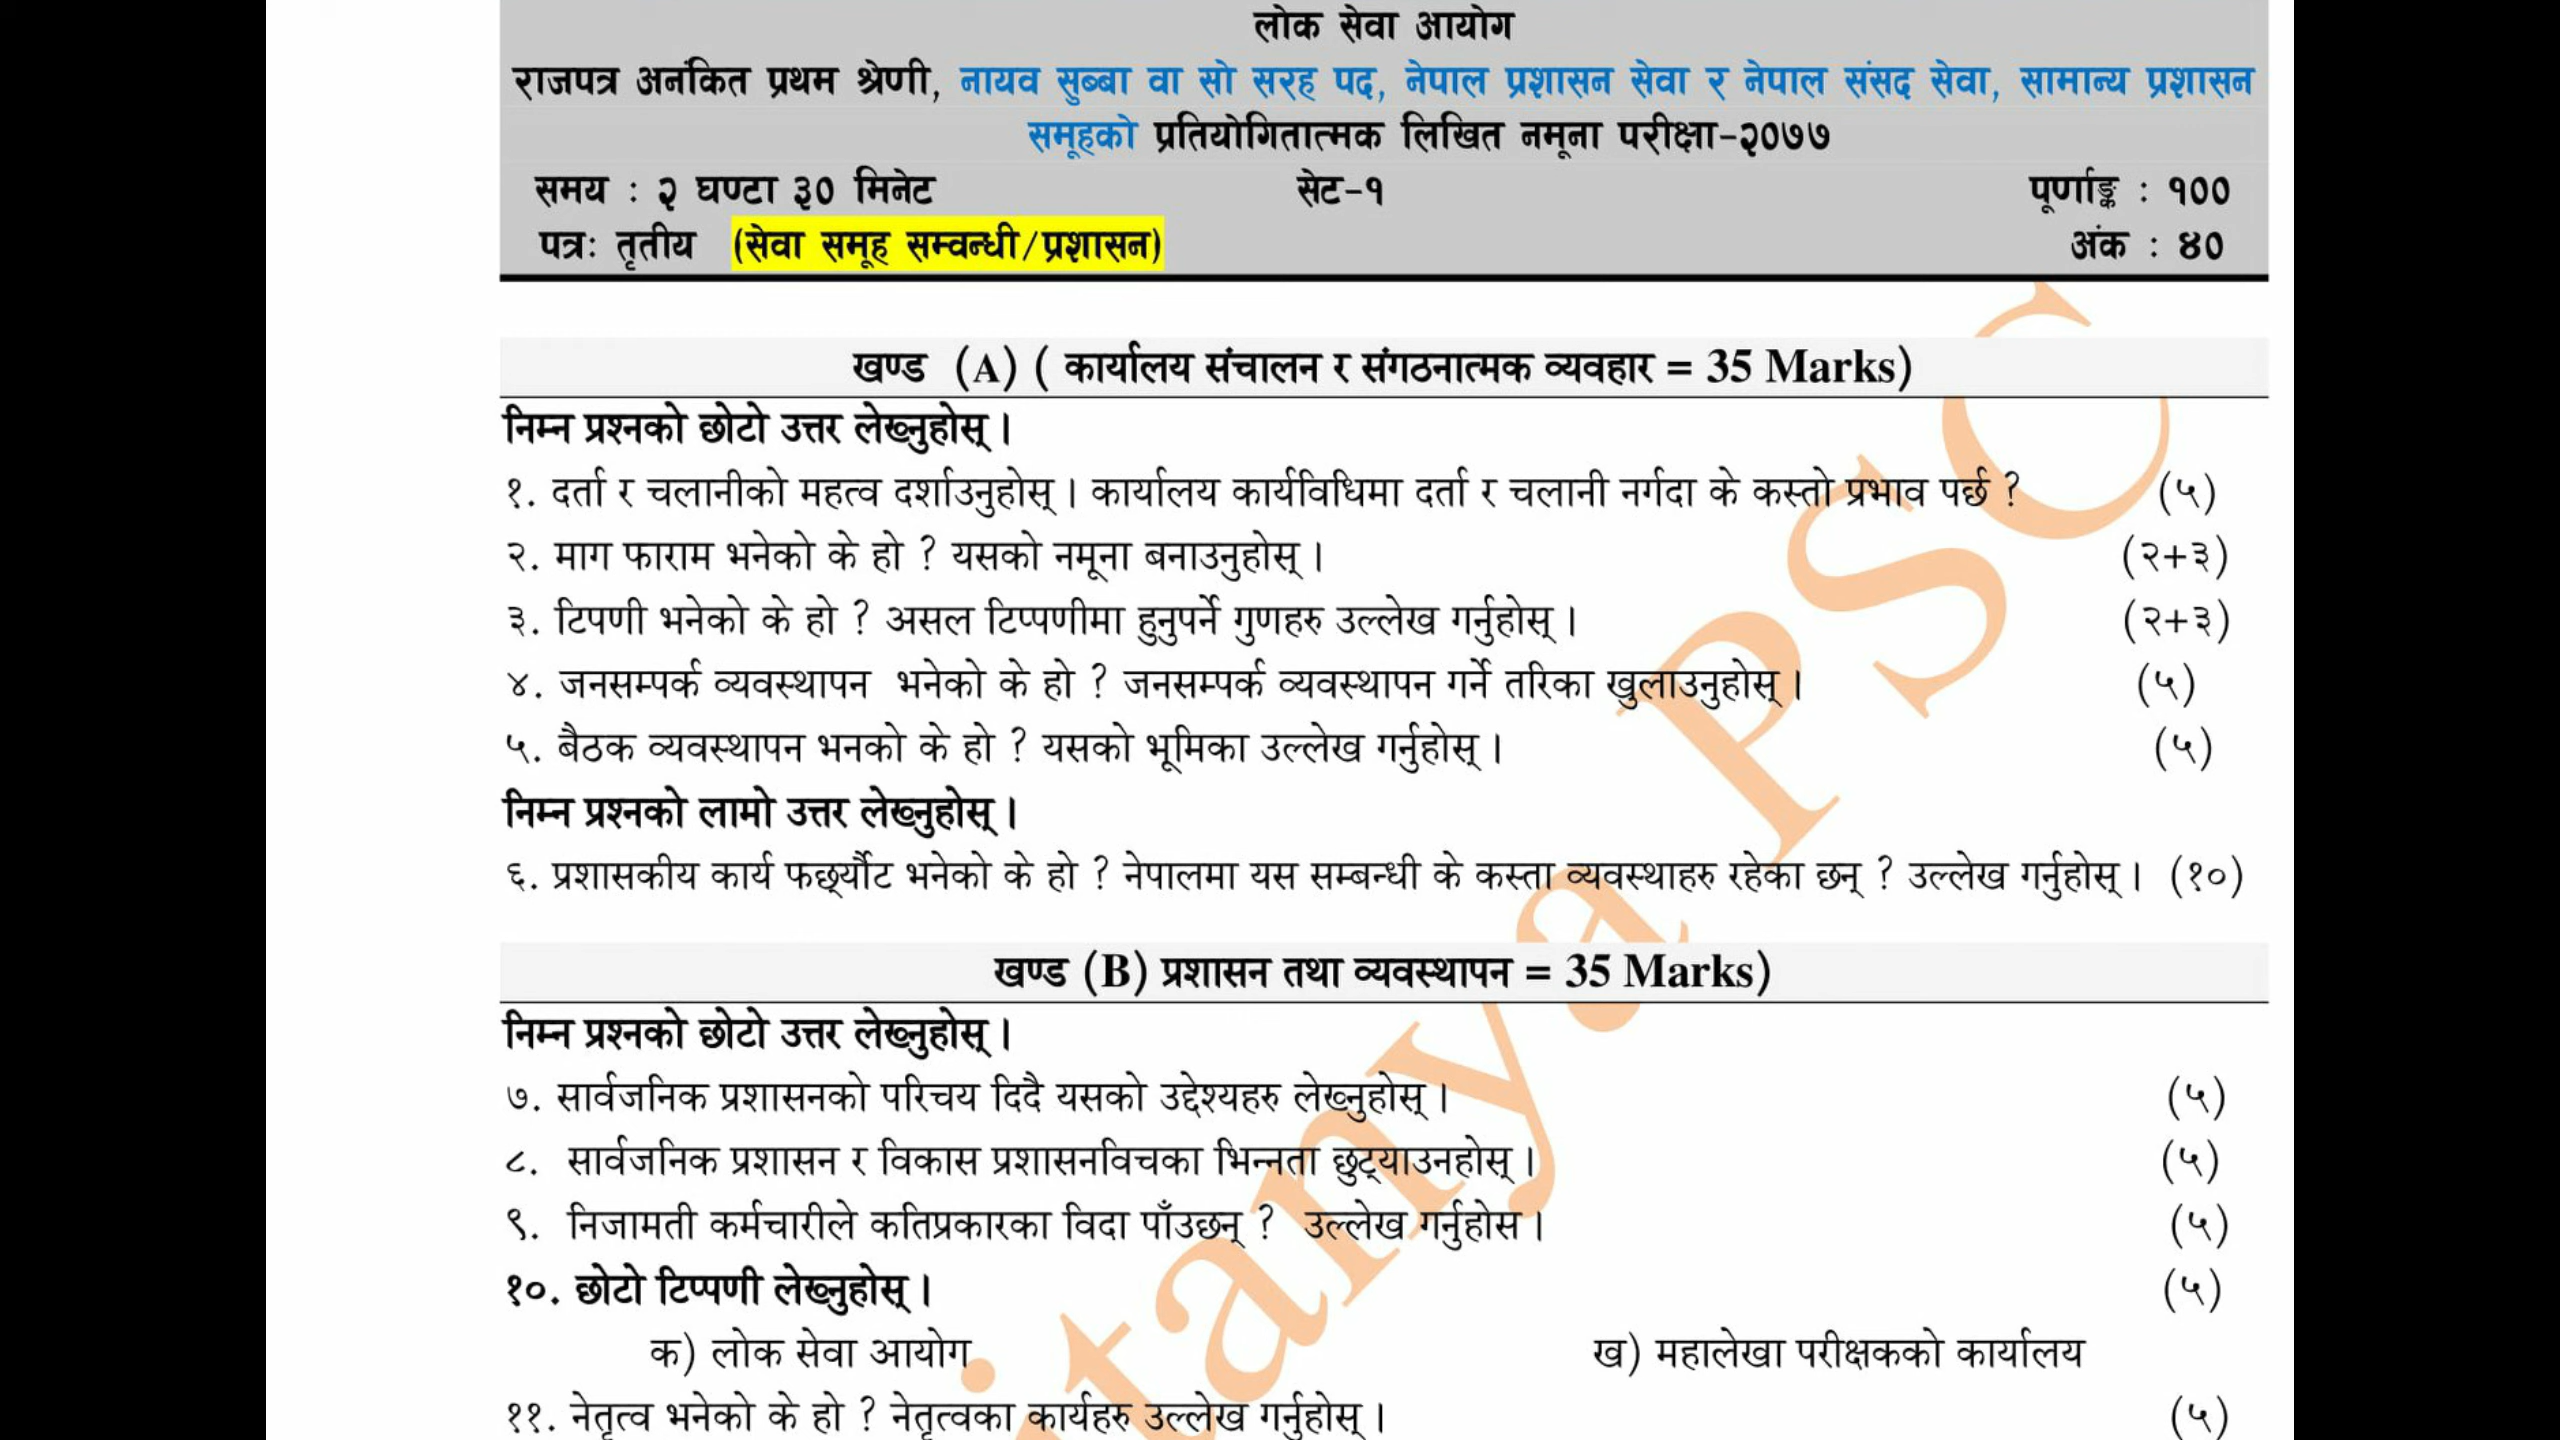 लोक सेवा आयोग
राजपत्र अनंकित प्रथम श्रेणी, नायव सुब्बा वा सो सरह पद, नेपाल प्रशासन सेवा र नेपाल संसद सेवा, सामान्य प्रशासन
समूहको प्रतियोगितात्मक लिखित नमूना परीक्षा-२०७७
समय : २ घण्टा ३० मिनेट सेट-१ पूर्णाङ्क : १००
पत्र: तृतीय (सेवा समूह सम्वन्धी/प्रशासन) अंक : ४०
खण्ड (A) ( कार्यालय संचालन र संगठनात्मक व्यवहार = 35 Marks)
निम्न प्रश्नको छोटो उत्तर लेख्नुहोस् ।
१. दर्ता र चलानीको महत्व दर्शाउनुहोस् । कार्यालय कार्यविधिमा दर्ता र चलानी नर्गदा के कस्तो प्रभाव पर्छ ? (५)
२. माग फाराम भनेको के हो ? यसको नमूना बनाउनुहोस् । (२+३)
३. टिपणी भनेको के हो ? असल टिप्पणीमा हुनुपर्ने गुणहरु उल्लेख गर्नुहोस् । (२+३)
४. जनसम्पर्क व्यवस्थापन भनेको के हो ? जनसम्पर्क व्यवस्थापन गर्ने तरिका खुलाउनुहोस् । (५)
५. बैठक व्यवस्थापन भनको के हो ? यसको भूमिका उल्लेख गर्नुहोस् । (५)
निम्न प्रश्नको लामो उत्तर लेख्नुहोस् ।
६. प्रशासकीय कार्य फछ्र्यौट भनेको के हो ? नेपालमा यस सम्बन्धी के कस्ता व्यवस्थाहरु रहेका छन् ? उल्लेख गर्नुहोस् । (१०)
खण्ड (B) प्रशासन तथा व्यवस्थापन = 35 Marks)
निम्न प्रश्नको छोटो उत्तर लेख्नुहोस् ।
७. सार्वजनिक प्रशासनको परिचय दिदै यसको उद्देश्यहरु लेख्नुहोस् । (५)
८. सार्वजनिक प्रशासन र विकास प्रशासनविचका भिन्नता छुट्याउनहोस् । (५)
९. निजामती कर्मचारीले कतिप्रकारका विदा पाँउछन् ? उल्लेख गर्नुहोस । (५)
१०. छोटो टिप्पणी लेख्नुहोस् । (५)
क) लोक सेवा आयोग ख) महालेखा परीक्षकको कार्यालय
११. नेतृत्व भनेको के हो ? नेतृत्वका कार्यहरु उल्लेख गर्नुहोस् । (५)
itanya PSC